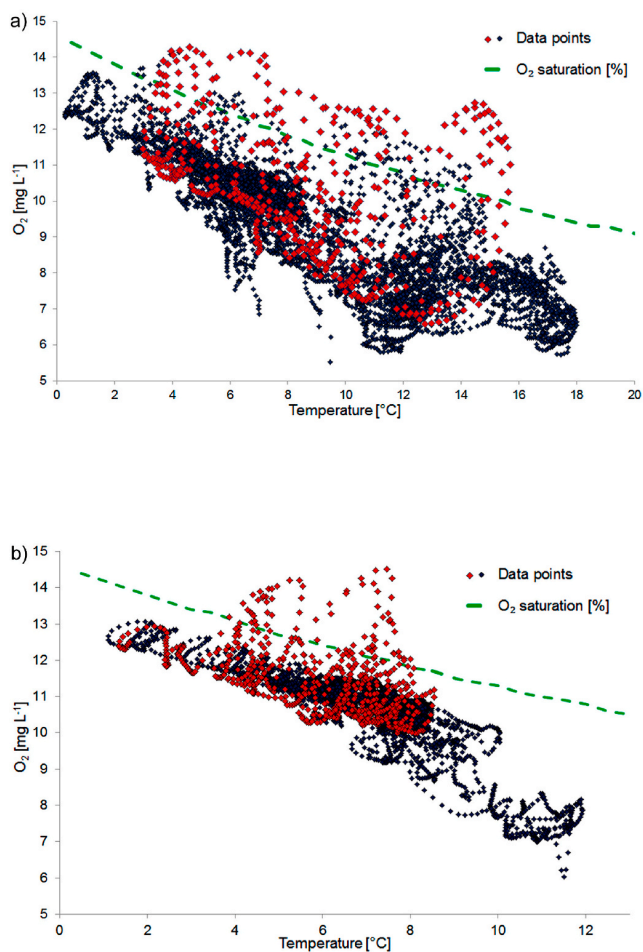 a)
15
14
13
12
11
10
9
8
7
6
5
O₂ [mg L⁻¹]
Data points
O₂ saturation [%]
0 2 4 6 8 10 12 14 16 18 20
Temperature [°C]
b)
15
14
13
12
11
10
9
8
7
6
5
O₂ [mg L⁻¹]
Data points
O₂ saturation [%]
0 2 4 6 8 10 12
Temperature [°C]